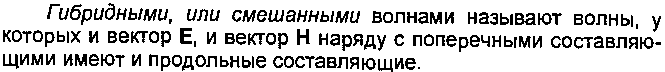 Гибридными, или смешанными волнами называют волны, у
которых и вектор E, и вектор H наряду с поперечными составляю-
щими имеют и продольные составляющие.